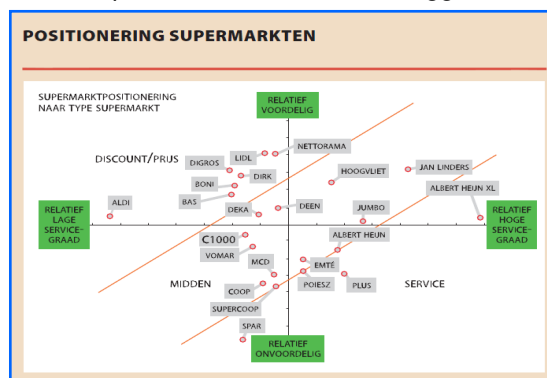 POSITIONERING SUPERMARKTEN
SUPERMARKTPOSITIONERING
NAAR TYPE SUPERMARKT
RELATIEF
VOORDELIG
DISCOUNT/PRIJS
DIGROS
LIDL
NETTORAMA
BONI
DIRK
HOOGVLIET
JAN LINDERS
ALBERT HEIJN XL
ALDI
BAS
DEKA
DEEN
JUMBO
RELATIEF
LAGE
SERVICE-
GRAAD
RELATIEF
HOGE
SERVICE-
GRAAD
C1000
ALBERT HEIJN
VOMAR
MCD
EMTÉ
MIDDEN
COOP
POIESZ
PLUS
SERVICE
SUPERCOOP
SPAR
RELATIEF
ONVOORDELIG